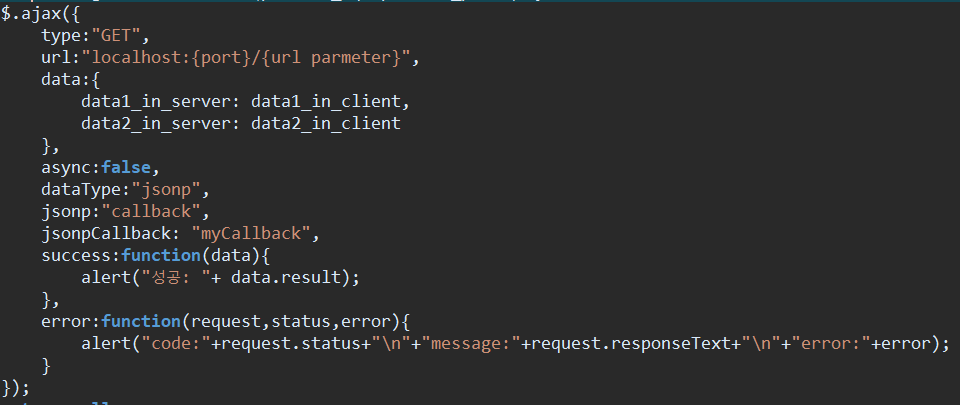 $.ajax({
    type:"GET",
    url:"localhost:{port}/{url parmeter}",
    data:{
        data1_in_server: data1_in_client,
        data2_in_server: data2_in_client
    },
    async:false,
    dataType:"jsonp",
    jsonp:"callback",
    jsonpCallback: "myCallback",
    success:function(data){
        alert("성공: "+ data.result);
    },
    error:function(request,status,error){
        alert("code:"+request.status+"\n"+"message:"+request.responseText+"\n"+"error:"+error);
    }
});